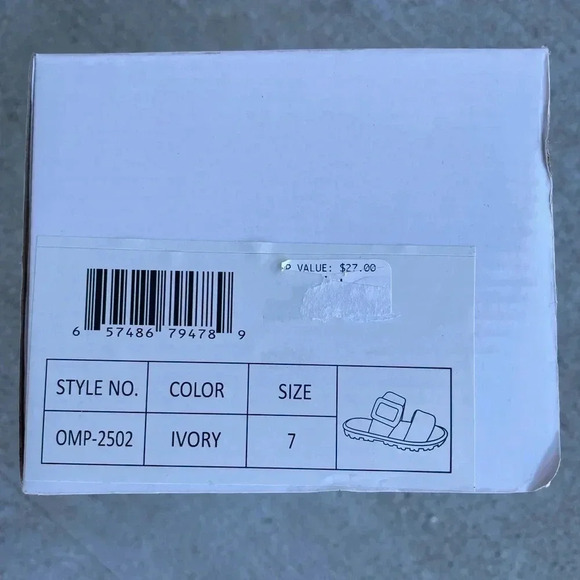 VALUE: $27.00
6 57486 79478 9
STYLE NO. COLOR SIZE
OMP-2502 IVORY 7